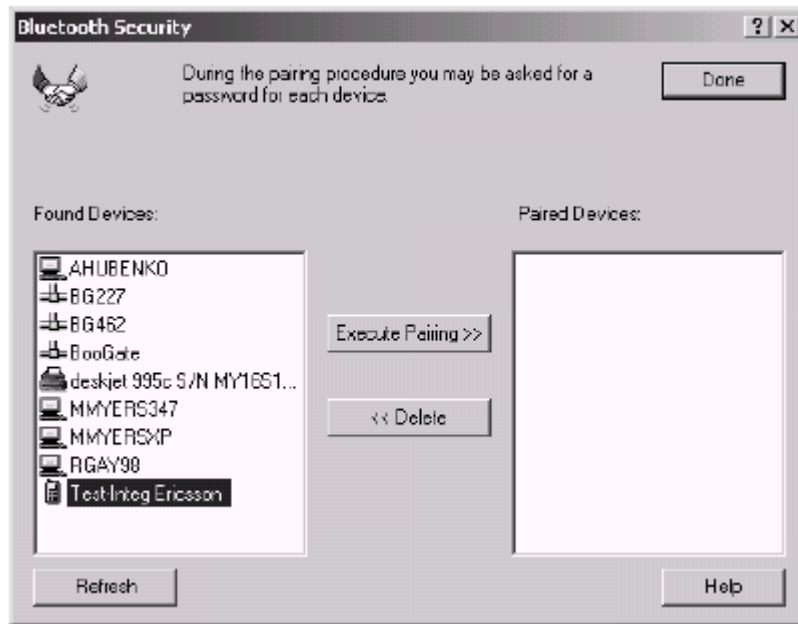 Bluetooth Security
During the pairing procedure you may be asked for a
password for each device.
Done
Found Devices:
Paired Devices:
AHUBENKO
BG227
BG462
BooGate
deskjet 995c S/N MY16S1...
MMYERS347
MMYERSXP
RGAY98
Test-Integ Ericsson
Execute Pairing >>
<< Delete
Refresh
Help